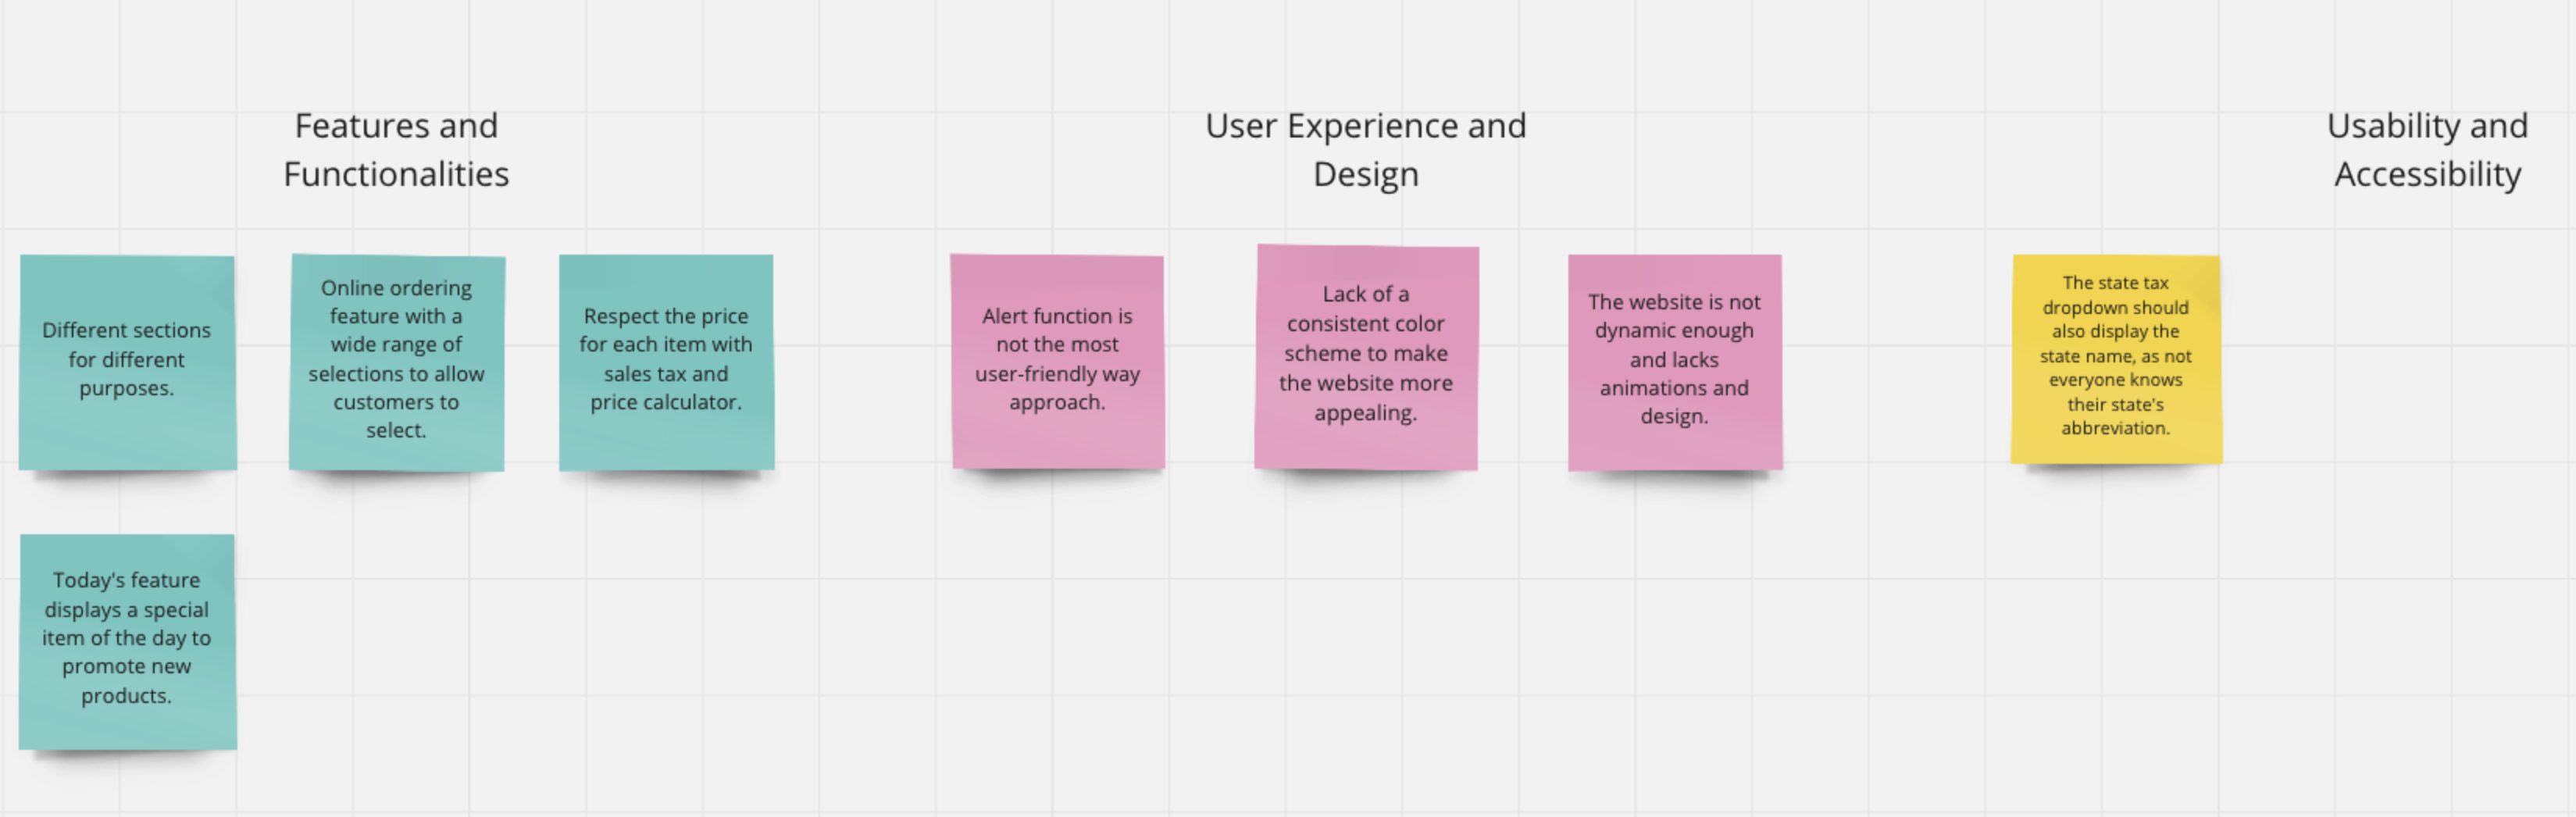 Features and
Functionalities
User Experience and
Design
Usability and
Accessibility
Different sections
for different
purposes.
Online ordering
feature with a
wide range of
selections to allow
customers to
select.
Respect the price
for each item with
sales tax and
price calculator.
Alert function is
not the most
user-friendly way
approach.
Lack of a
consistent color
scheme to make
the website more
appealing.
The website is not
dynamic enough
and lacks
animations and
design.
The state tax
dropdown should
also display the
state name, as not
everyone knows
their state's
abbreviation.
Today's feature
displays a special
item of the day to
promote new
products.